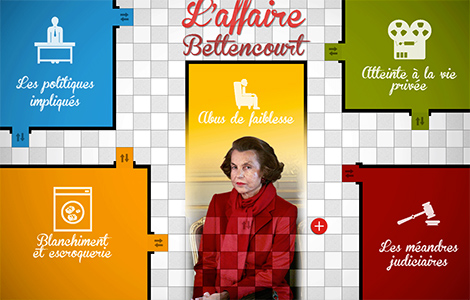 L'affaire
Bettencourt
Les politiques
impliqués
Atteinte à la vie
privée
Abus de faiblesse
Blanchiment
et escroquerie
Les méandres
judiciaires